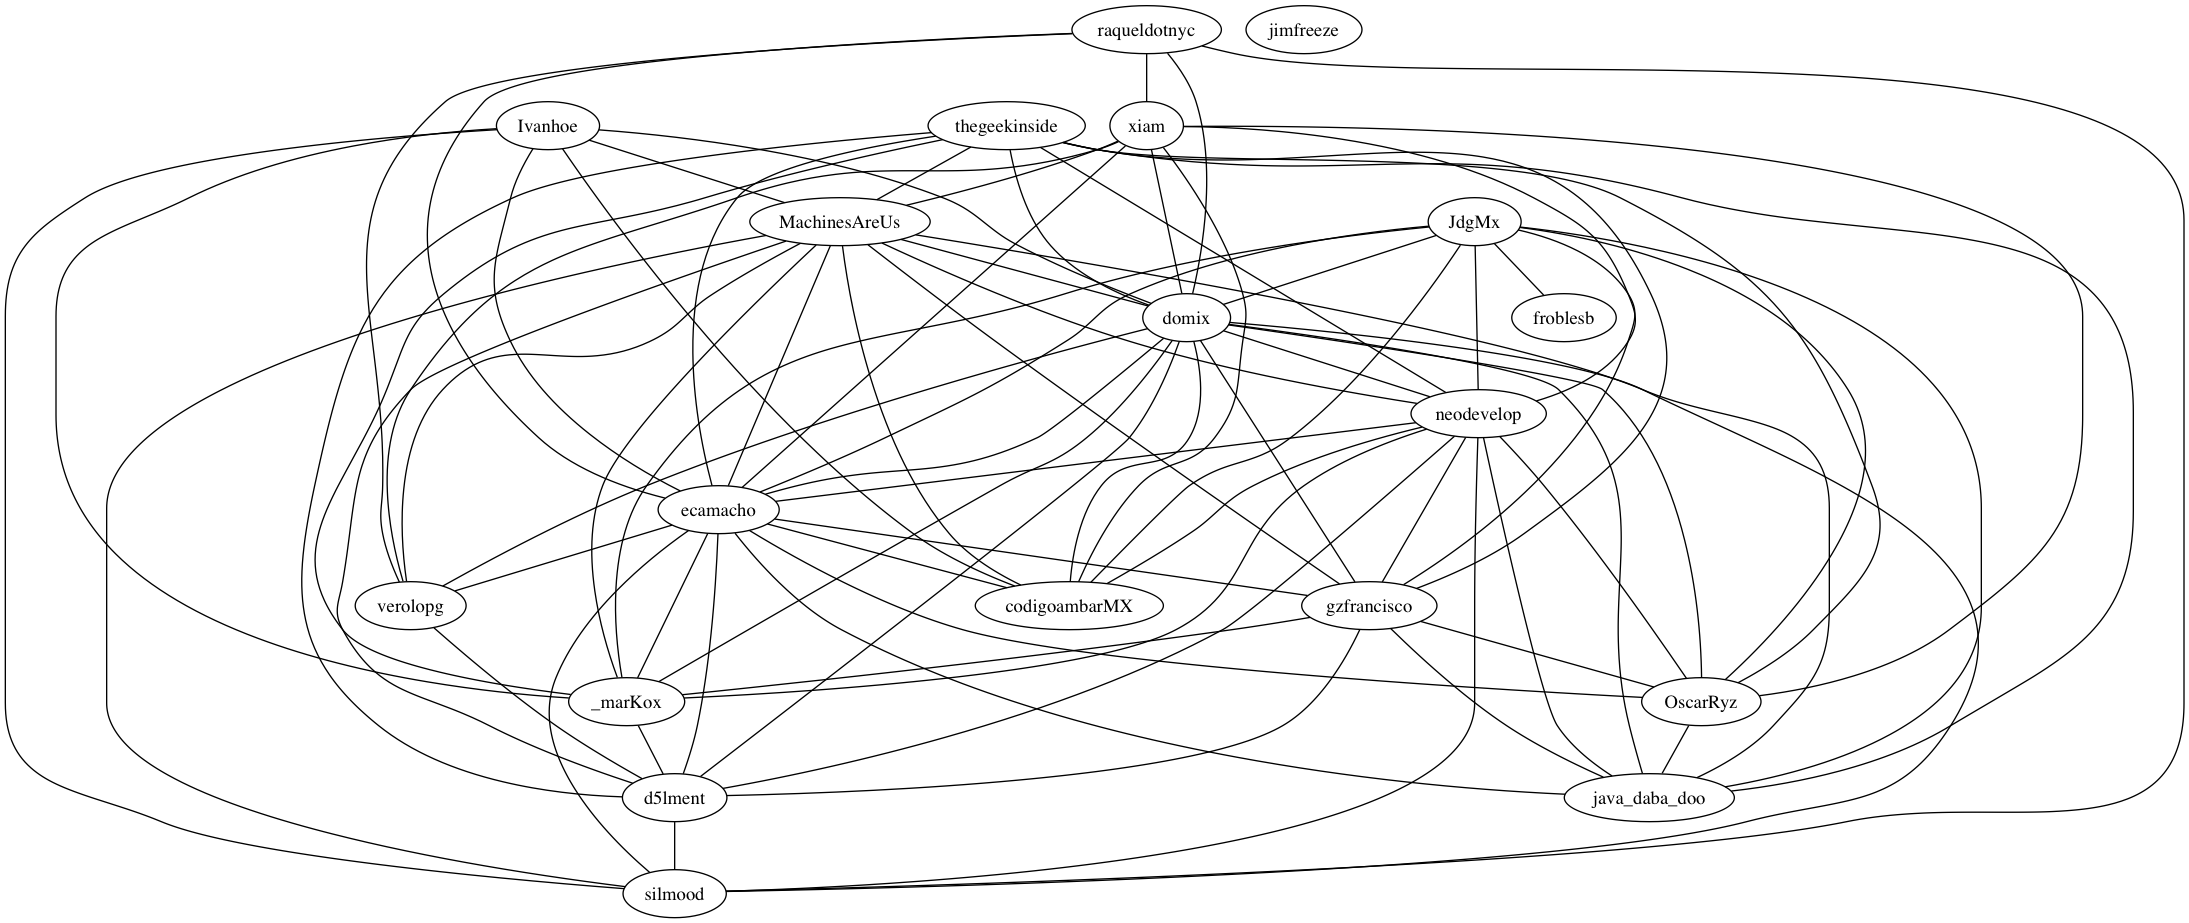 raqueldotnyc
jimfreeze
Ivanhoe
thegeekinside
xiam
MachinesAreUs
JdgMx
domix
froblesb
neodevelop
ecamacho
verolopg
codigoambarMX
gzfrancisco
_marKox
OscarRyz
d5lment
java_daba_doo
silmood